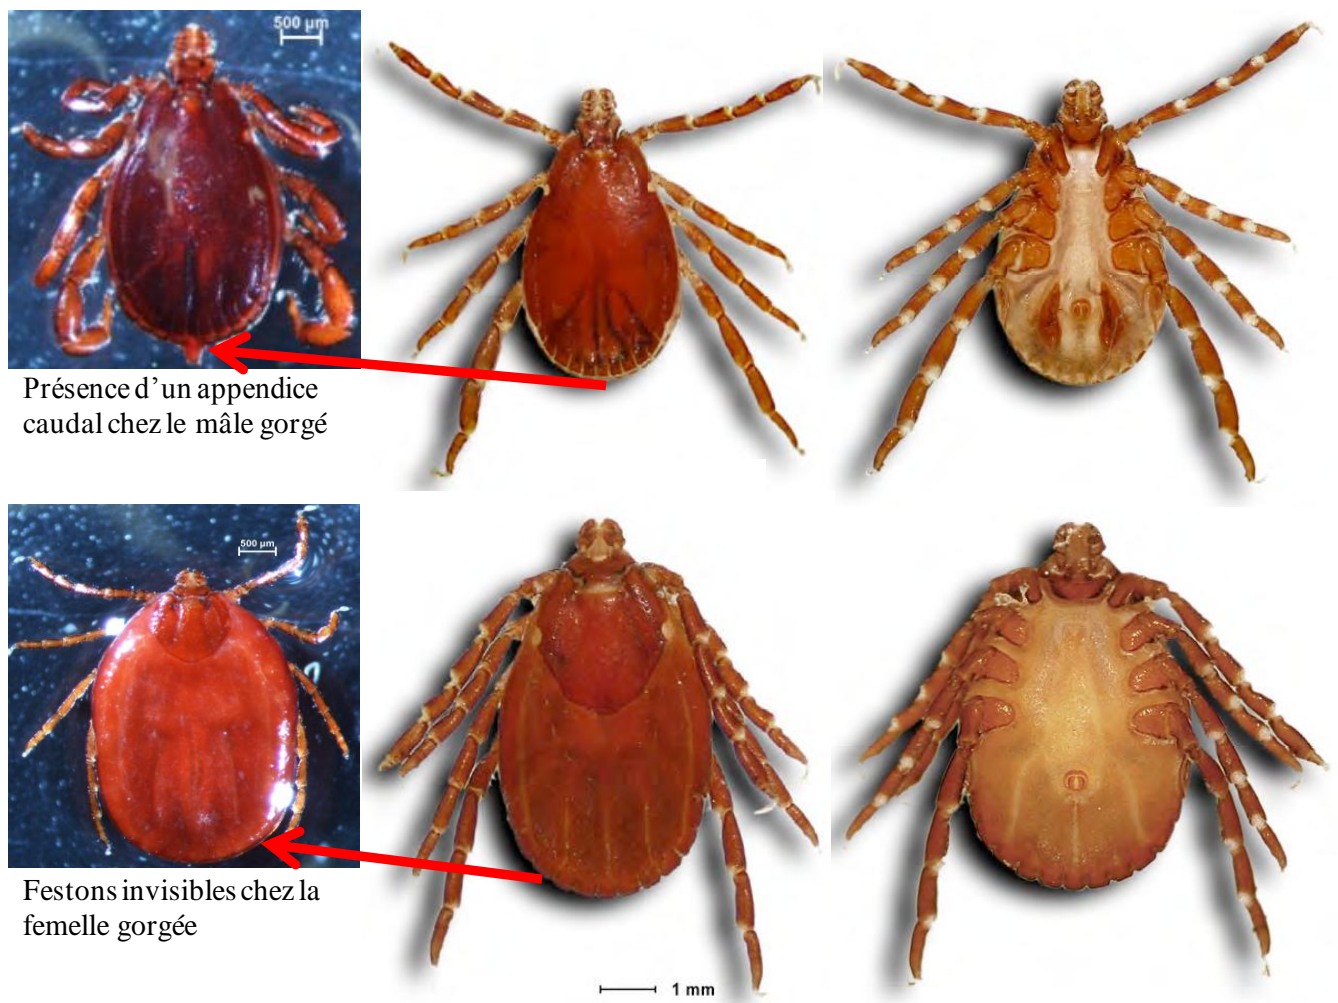 500 µm
Présence d'un appendice
caudal chez le mâle gorgé
500 µm
Festons invisibles chez la
femelle gorgée
1 mm